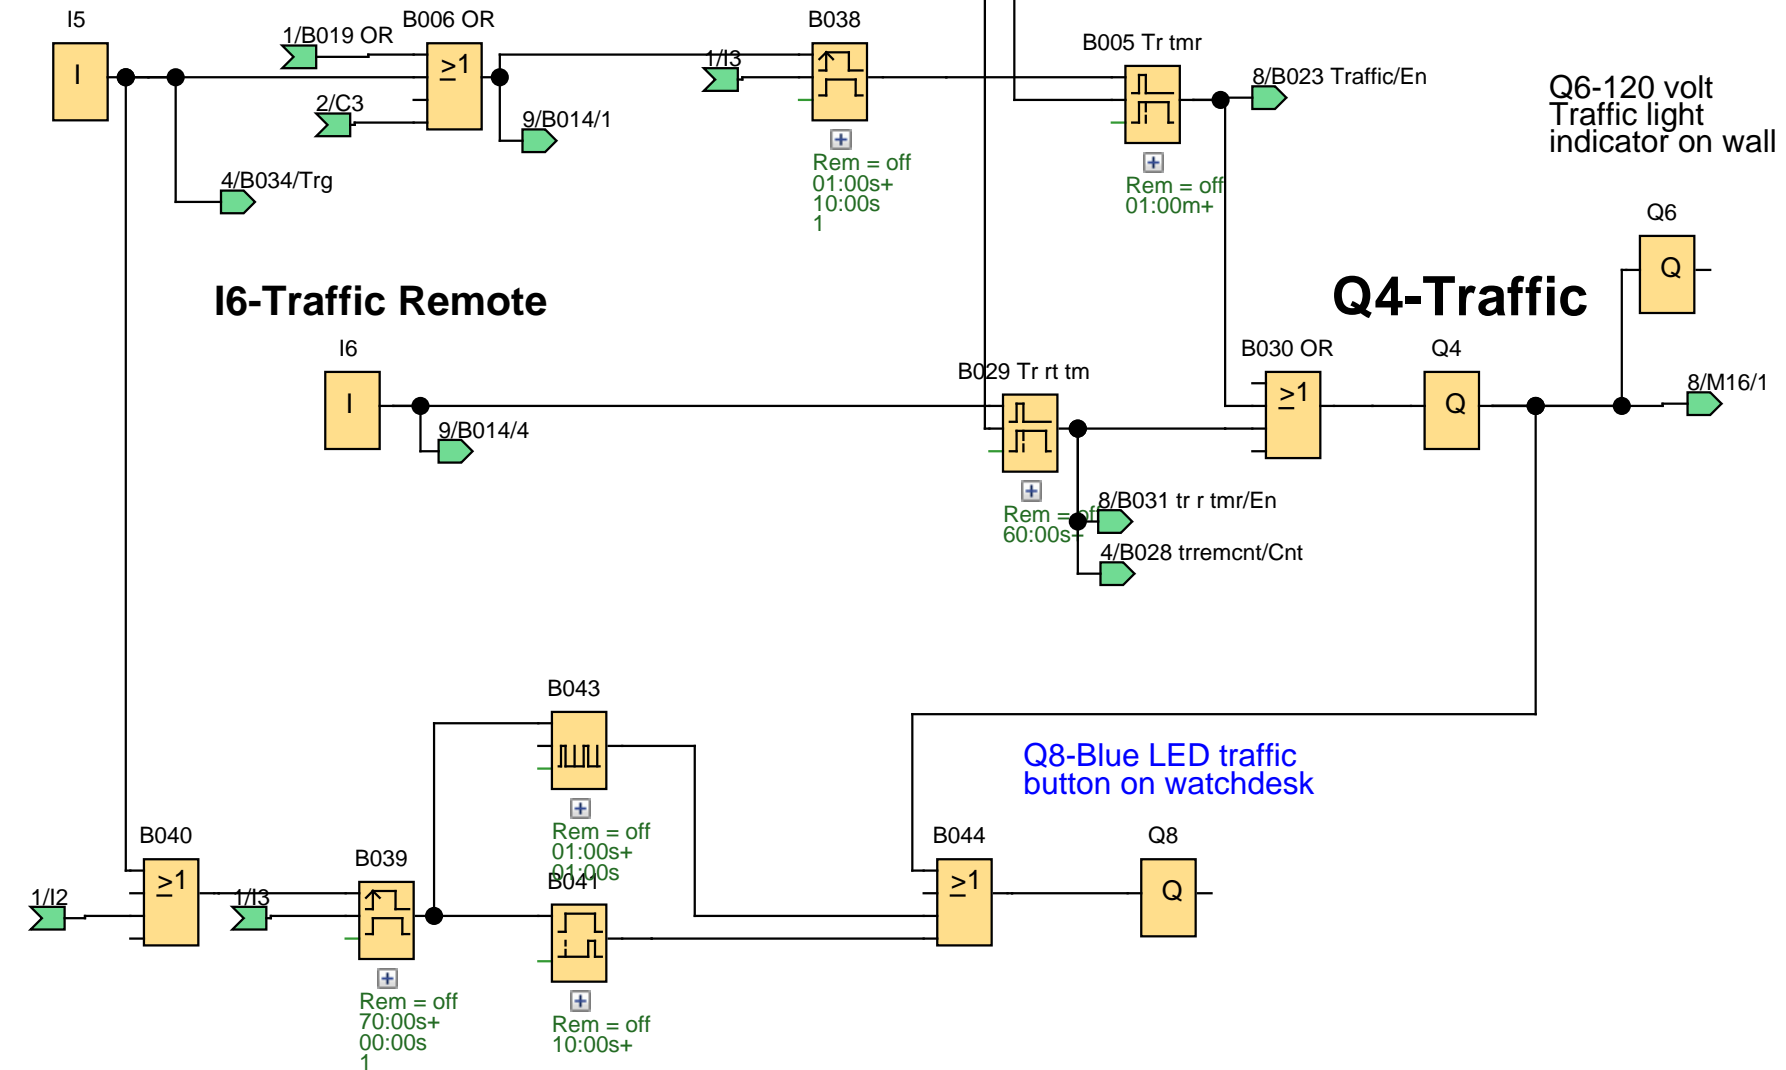 I5
B006 OR
B038
1/B019 OR
B005 Tr tmr
I
≥1
1/I3
8/B023 Traffic/En
Q6-120 volt
Traffic light
indicator on wall
2/C3
9/B014/1
Rem = off
01:00s+
10:00s
1
Rem = off
01:00m+
4/B034/Trg
Q6
Q
I6-Traffic Remote
Q4-Traffic
I6
B029 Tr rt tm
B030 OR
Q4
8/M16/1
I
≥1
Q
9/B014/4
Rem = off
60:00s+
8/B031 tr r tmr/En
4/B028 trremcnt/Cnt
B043
Q8-Blue LED traffic
button on watchdesk
Rem = off
01:00s+
01:00s
B040
B039
B041
B044
Q8
1/I2
≥1
1/I3
≥1
Q
Rem = off
70:00s+
00:00s
1
Rem = off
10:00s+